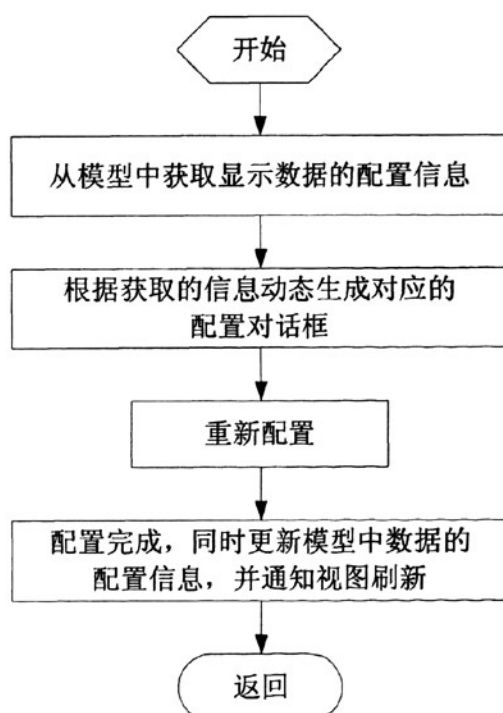 开始
从模型中获取显示数据的配置信息
根据获取的信息动态生成对应的
配置对话框
重新配置
配置完成，同时更新模型中数据的
配置信息，并通知视图刷新
返回